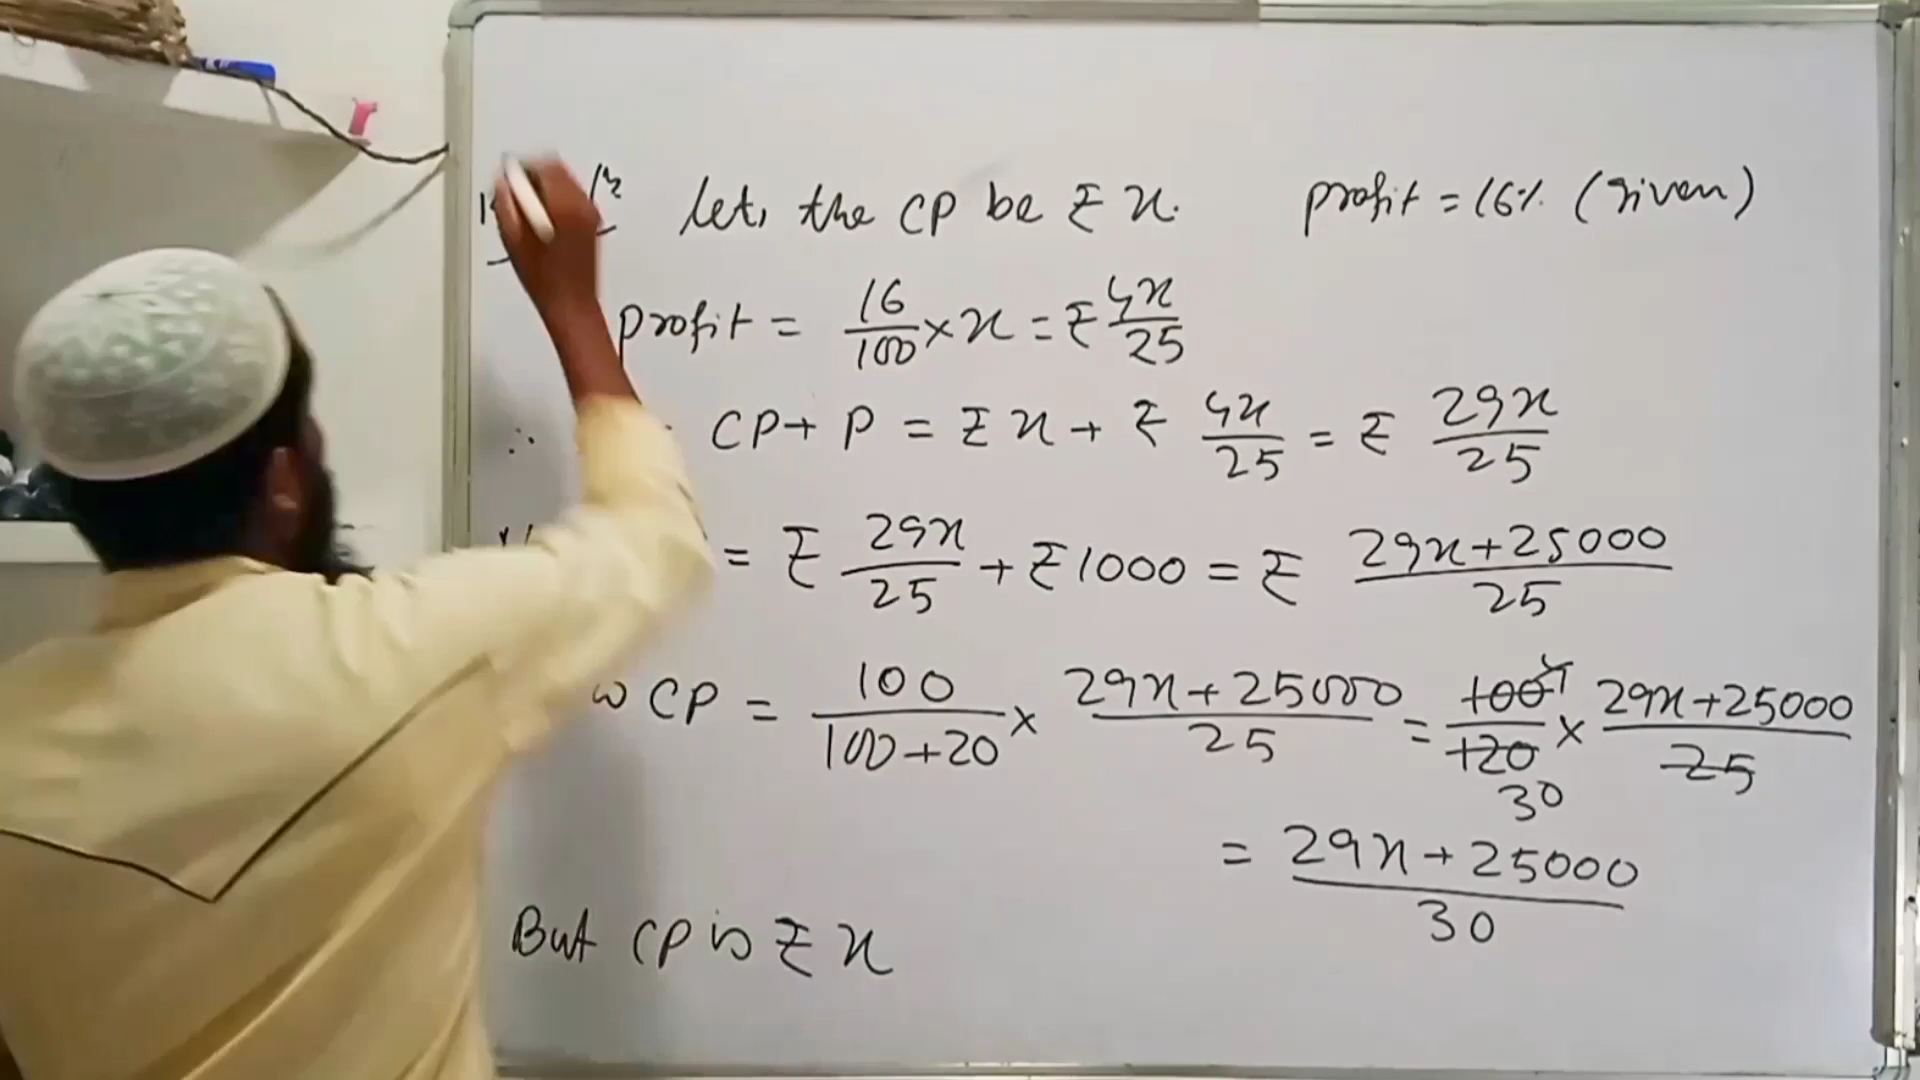 let, the CP be ₹ x. profit = 16% (given)
profit = 16/100 × x = ₹ 4x/25
∴ CP + P = ₹ x + ₹ 4x/25 = ₹ 29x/25
= ₹ 29x/25 + ₹ 1000 = ₹ 29x+25000/25
CP = 100/100+20 × 29x+25000/25 = 100/120 × 29x+25000/25
30
= 29x+25000/30
But CP is ₹ x